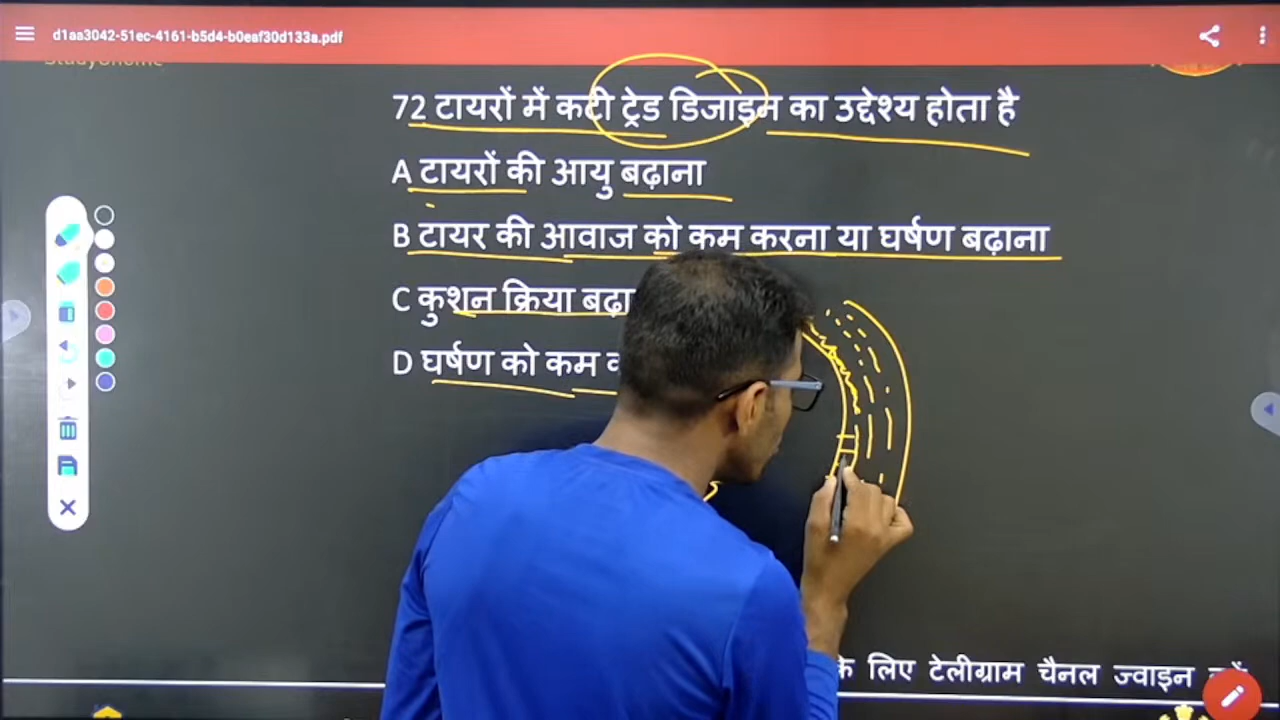 d1aa3042-51ec-4161-b5d4-b0eaf30d133a.pdf
72 टायरों में कटी ट्रेड डिजाइन का उद्देश्य होता है
A टायरों की आयु बढ़ाना
B टायर की आवाज को कम करना या घर्षण बढ़ाना
C कुशन क्रिया
D घर्षण को कम
के लिए टेलीग्राम चैनल ज्वाइन